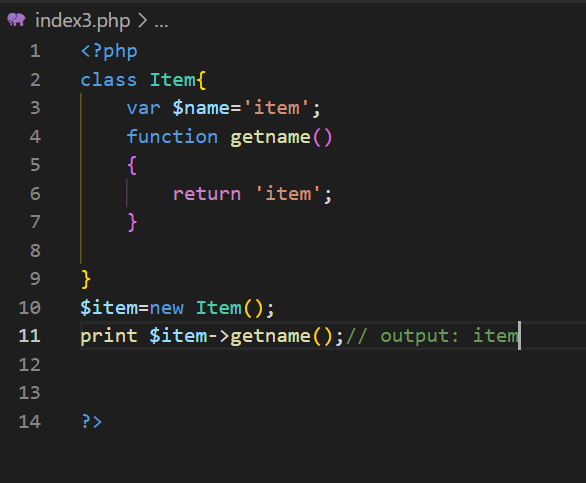 index3.php > ...
1 <?php
2 class Item{
3     var $name='item';
4     function getname()
5     {
6         return 'item';
7     }
8
9 }
10 $item=new Item();
11 print $item->getname();// output: item
12
13
14 ?>